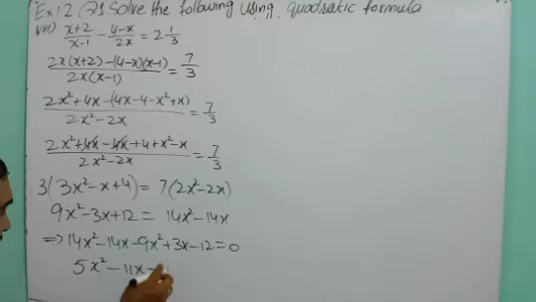 Ex 1.2 Q1 Solve the following using quadratic formula
viii) (x+2)/(x-1) - (4-x)/(2x) = 2 1/3
(2x(x+2)-(4-x)(x-1))/(2x(x-1)) = 7/3
(2x²+4x-(4x-4-x²+x))/(2x²-2x) = 7/3
(2x²+4x-4x+4+x²-x)/(2x²-2x) = 7/3
3(3x²-x+4) = 7(2x²-2x)
9x²-3x+12 = 14x²-14x
⇒ 14x²-14x-9x²+3x-12=0
5x²-11x-